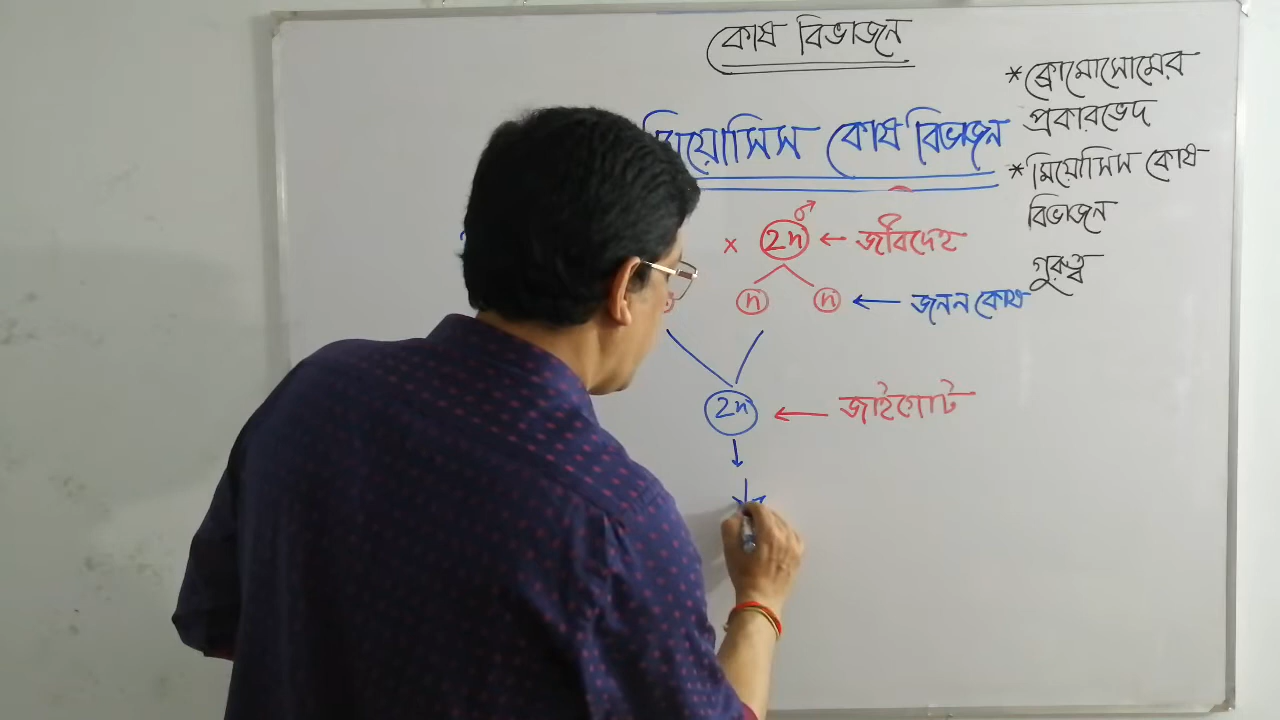 কোষ বিভাজন
মিয়োসিস কোষ বিভাজন
* ক্রোমোসোমের
প্রকারভেদ
* মিয়োসিস কোষ
বিভাজন
গুরুত্ব
x 2n ♂ ← জীবদেহ
n n ← জনন কোষ
2n ← জাইগোট